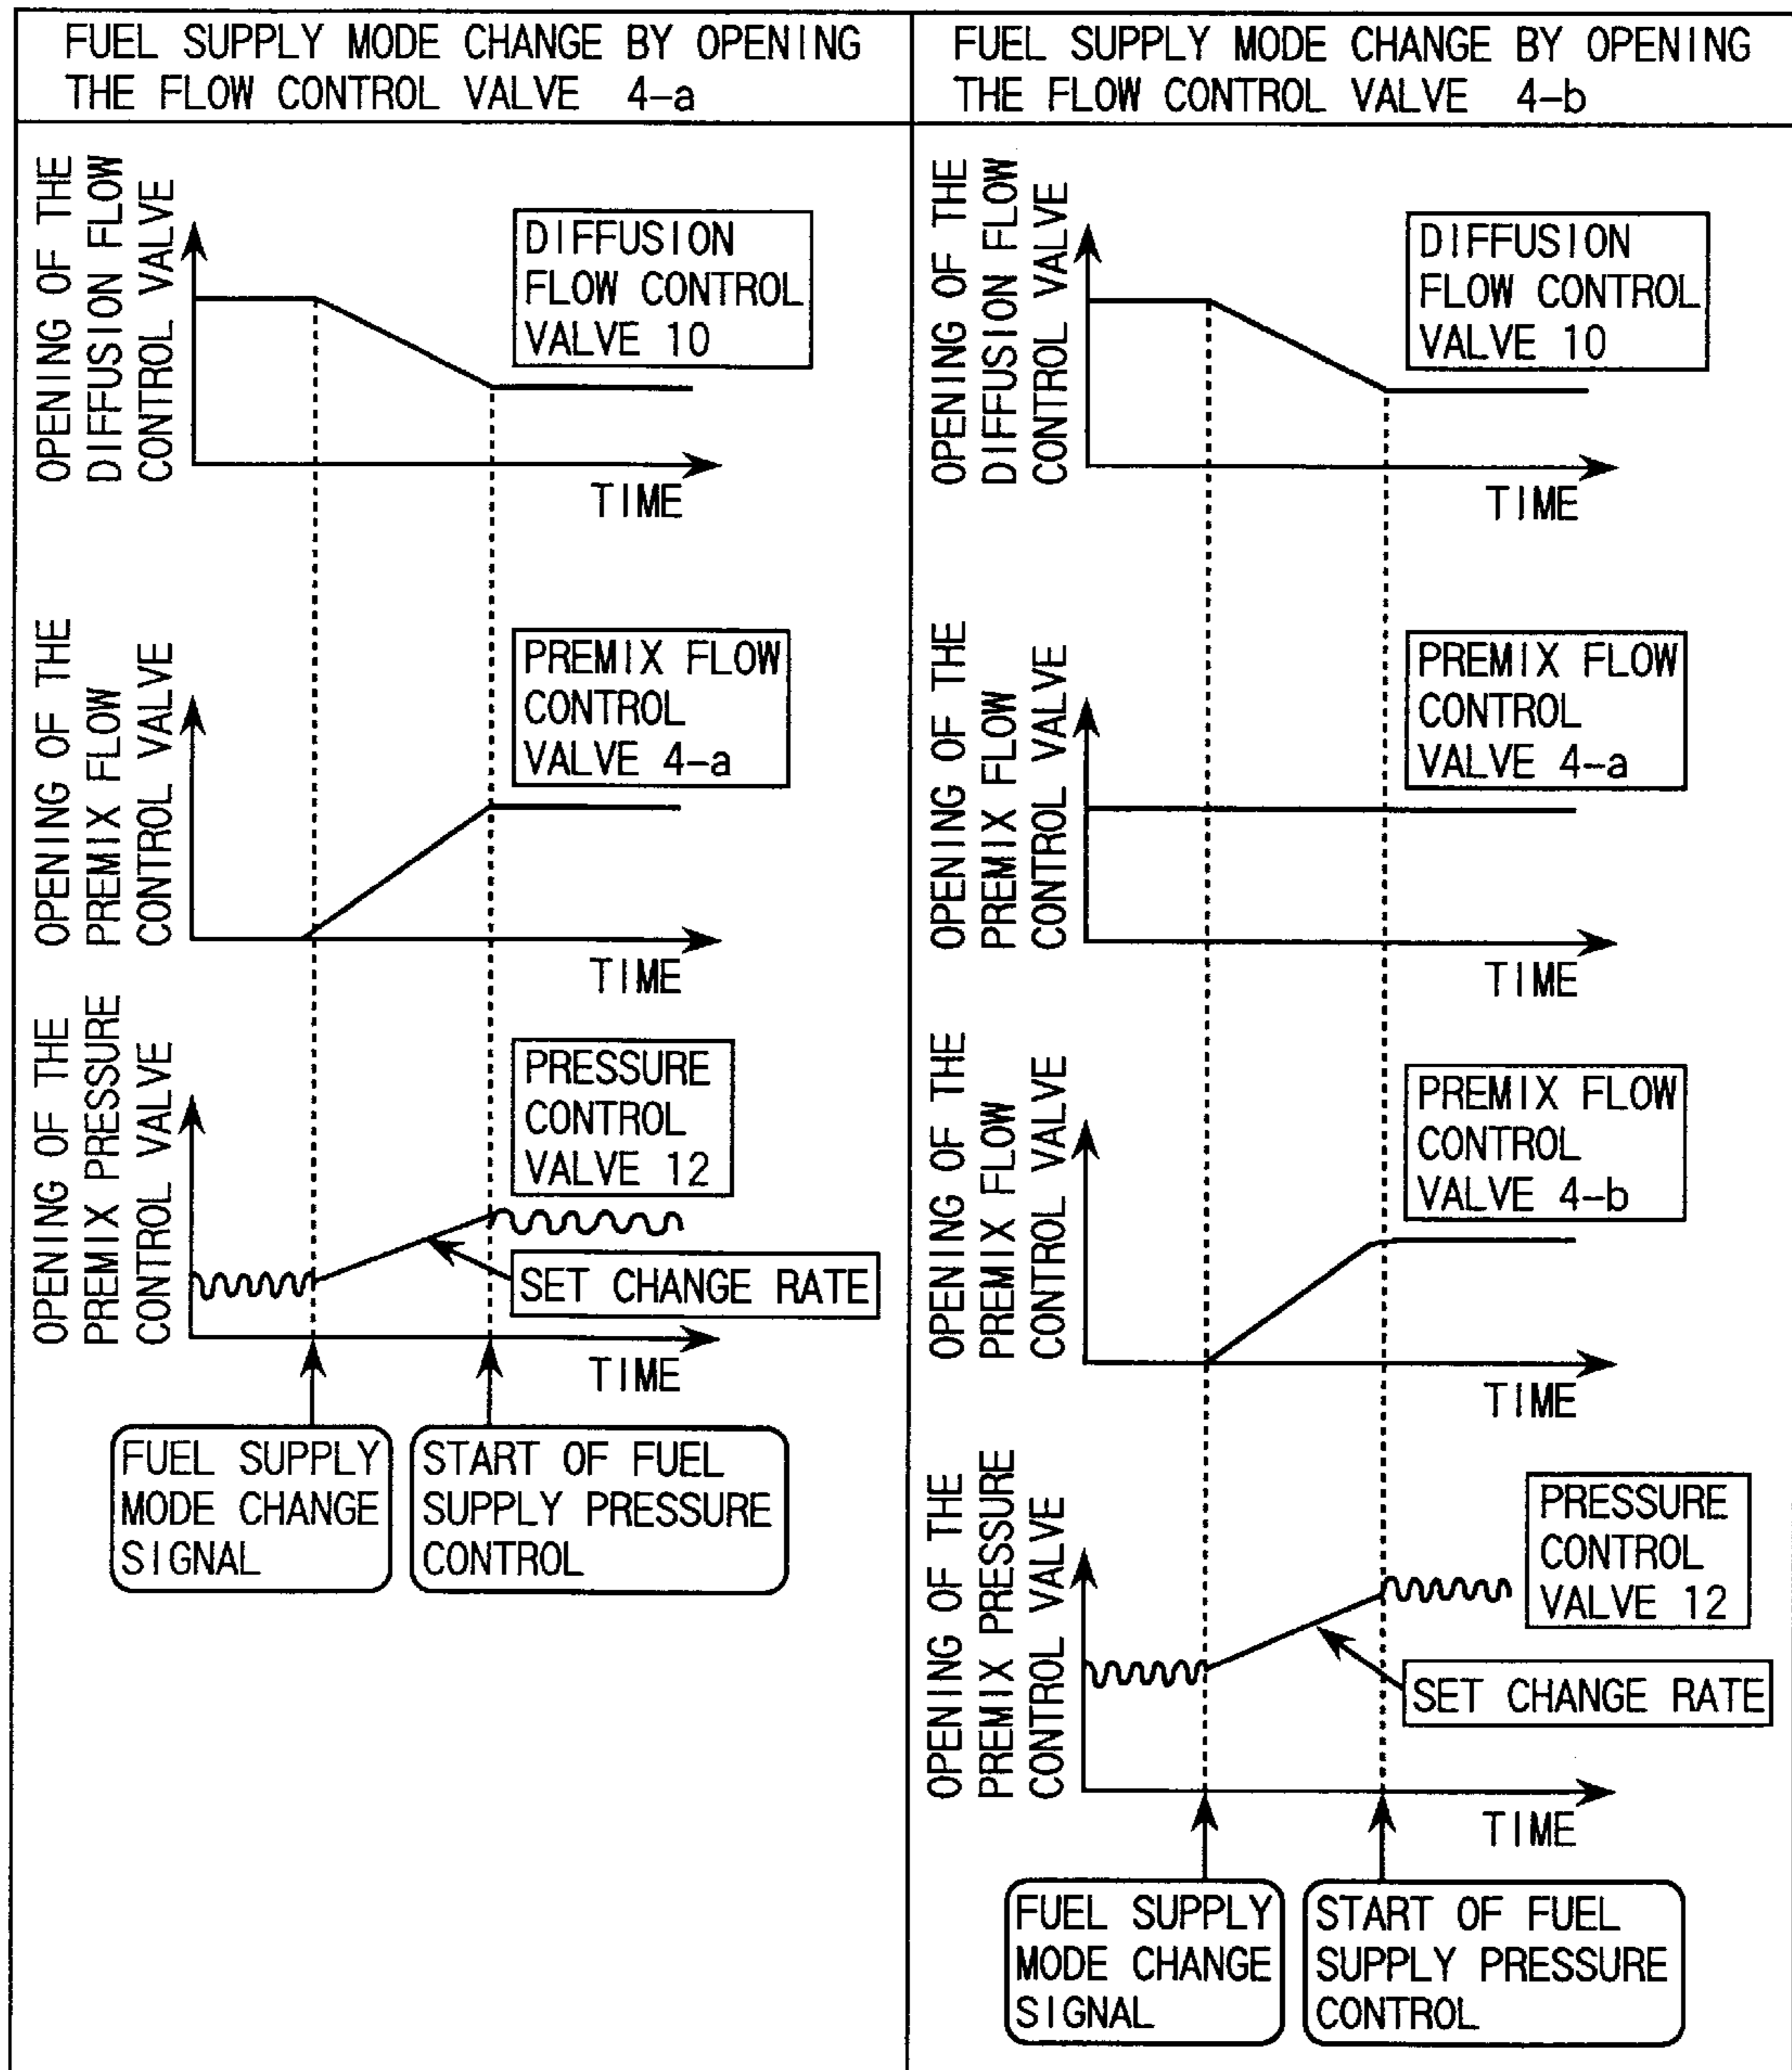 FUEL SUPPLY MODE CHANGE BY OPENING
THE FLOW CONTROL VALVE 4-a
OPENING OF THE
DIFFUSION FLOW
CONTROL VALVE
DIFFUSION
FLOW CONTROL
VALVE 10
TIME
OPENING OF THE
PREMIX FLOW
CONTROL VALVE
PREMIX FLOW
CONTROL
VALVE 4-a
TIME
OPENING OF THE
PREMIX PRESSURE
CONTROL VALVE
PRESSURE
CONTROL
VALVE 12
SET CHANGE RATE
TIME
FUEL SUPPLY
MODE CHANGE
SIGNAL
START OF FUEL
SUPPLY PRESSURE
CONTROL
FUEL SUPPLY MODE CHANGE BY OPENING
THE FLOW CONTROL VALVE 4-b
OPENING OF THE
DIFFUSION FLOW
CONTROL VALVE
DIFFUSION
FLOW CONTROL
VALVE 10
TIME
OPENING OF THE
PREMIX FLOW
CONTROL VALVE
PREMIX FLOW
CONTROL
VALVE 4-a
TIME
OPENING OF THE
PREMIX FLOW
CONTROL VALVE
PREMIX FLOW
CONTROL
VALVE 4-b
TIME
OPENING OF THE
PREMIX PRESSURE
CONTROL VALVE
PRESSURE
CONTROL
VALVE 12
SET CHANGE RATE
TIME
FUEL SUPPLY
MODE CHANGE
SIGNAL
START OF FUEL
SUPPLY PRESSURE
CONTROL